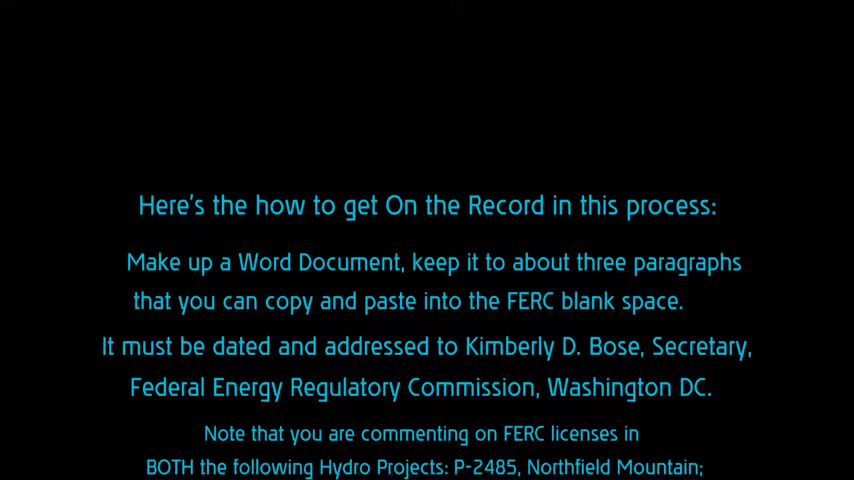 Here's the how to get On the Record in this process:
Make up a Word Document, keep it to about three paragraphs
that you can copy and paste into the FERC blank space.
It must be dated and addressed to Kimberly D. Bose, Secretary,
Federal Energy Regulatory Commission, Washington DC.
Note that you are commenting on FERC licenses in
BOTH the following Hydro Projects: P-2485, Northfield Mountain;